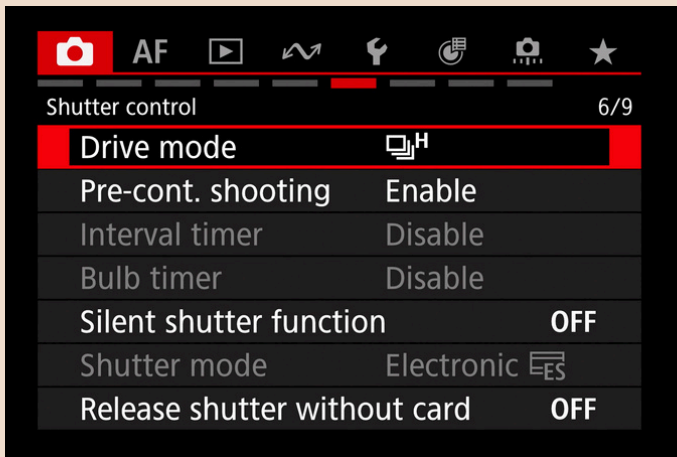 AF
Shutter control 6/9
Drive mode H
Pre-cont. shooting Enable
Interval timer Disable
Bulb timer Disable
Silent shutter function OFF
Shutter mode Electronic ES
Release shutter without card OFF